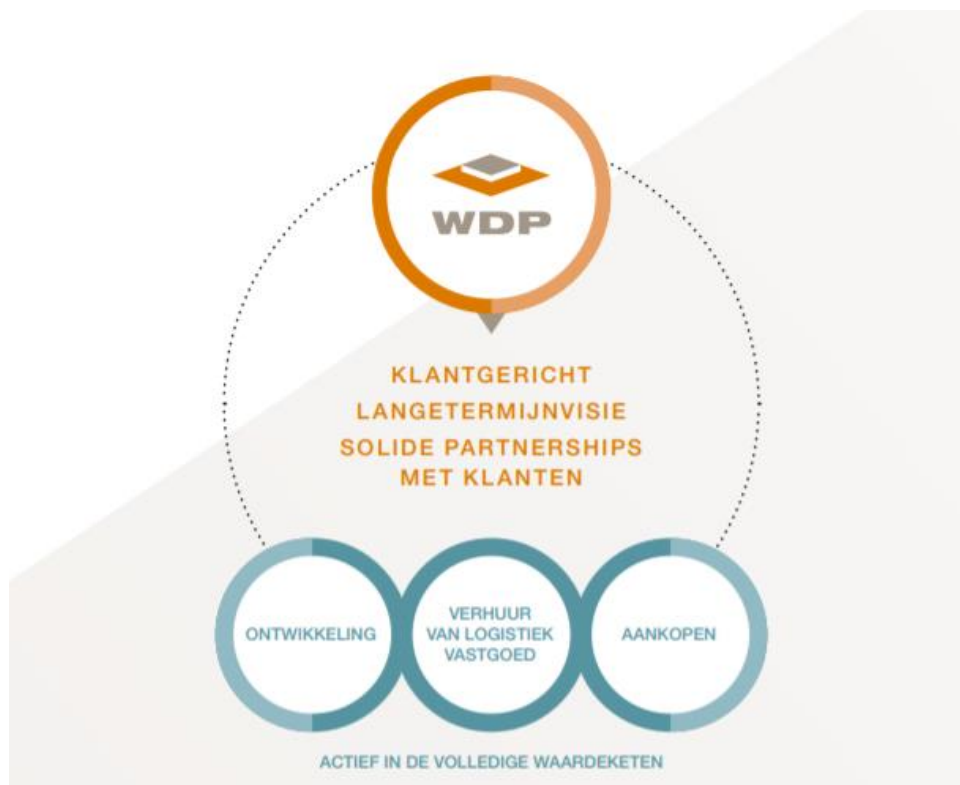 WDP
KLANTGERICHT
LANGETERMIJNVISIE
SOLIDE PARTNERSHIPS
MET KLANTEN
ONTWIKKELING
VERHUUR
VAN LOGISTIEK
VASTGOED
AANKOPEN
ACTIEF IN DE VOLLEDIGE WAARDEKETEN